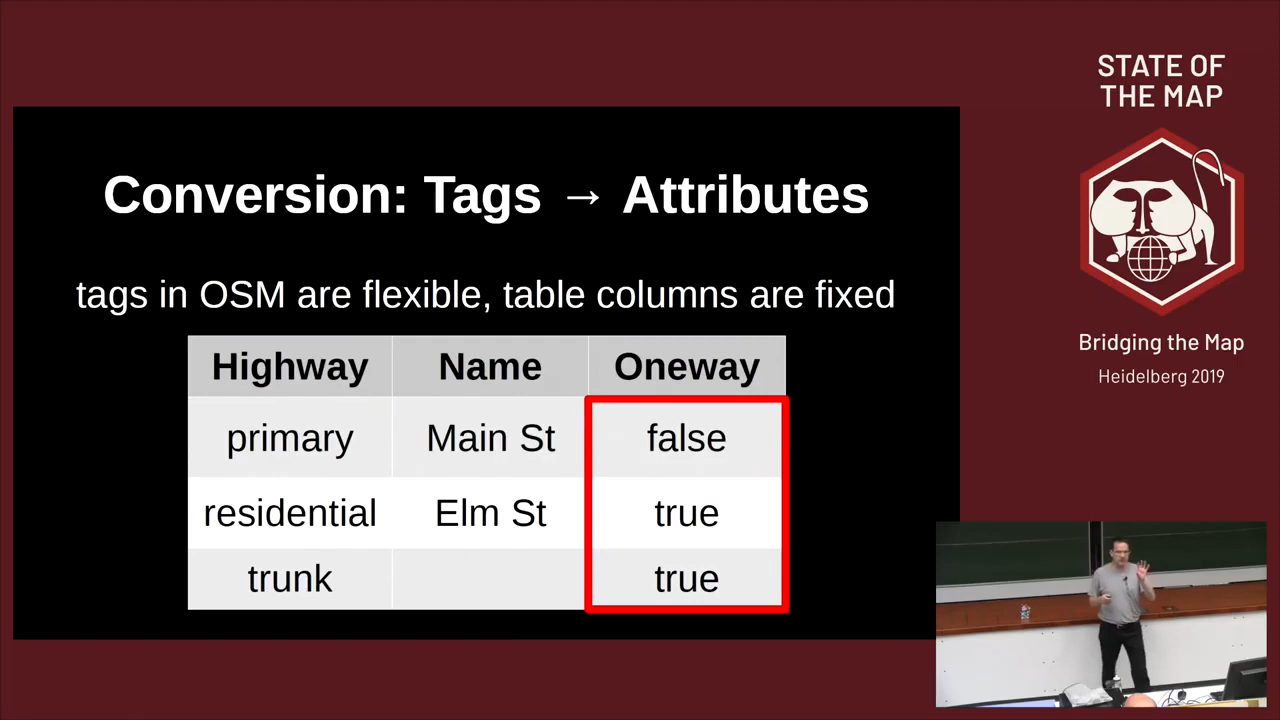 STATE OF
THE MAP
Conversion: Tags → Attributes
tags in OSM are flexible, table columns are fixed
Highway Name Oneway
primary Main St false
residential Elm St true
trunk true
Bridging the Map
Heidelberg 2019